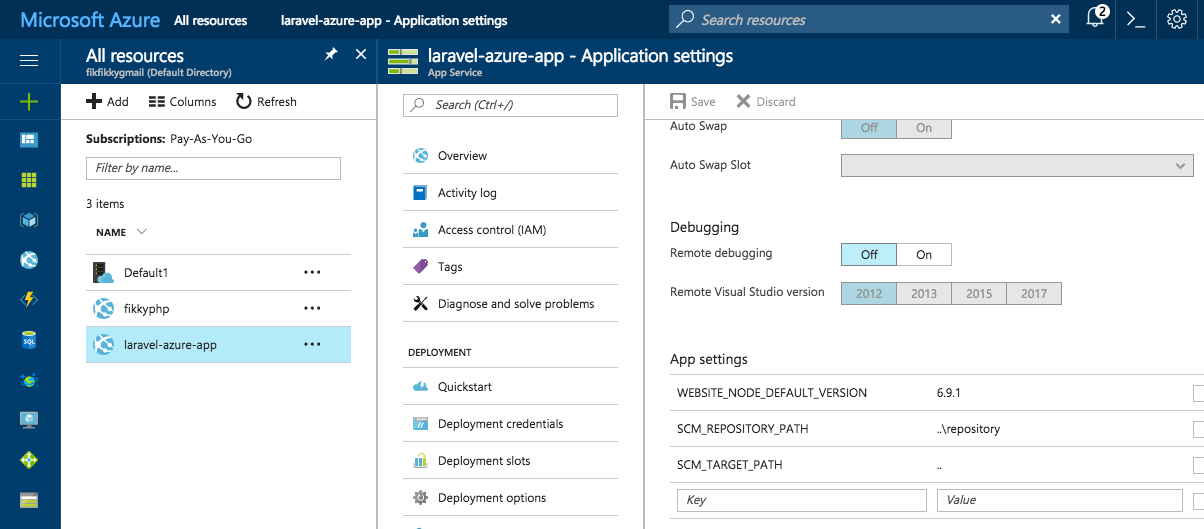 Microsoft Azure All resources laravel-azure-app - Application settings Search resources 2
All resources
fikfikkygmail (Default Directory)
Add Columns Refresh
Subscriptions: Pay-As-You-Go
Filter by name...
3 items
NAME
Default1
fikkyphp
laravel-azure-app
laravel-azure-app - Application settings
App Service
Search (Ctrl+/)
Overview
Activity log
Access control (IAM)
Tags
Diagnose and solve problems
DEPLOYMENT
Quickstart
Deployment credentials
Deployment slots
Deployment options
Save Discard
Auto Swap Off On
Auto Swap Slot
Debugging
Remote debugging Off On
Remote Visual Studio version 2012 2013 2015 2017
App settings
WEBSITE_NODE_DEFAULT_VERSION 6.9.1
SCM_REPOSITORY_PATH ..\repository
SCM_TARGET_PATH ..
Key Value
SQL